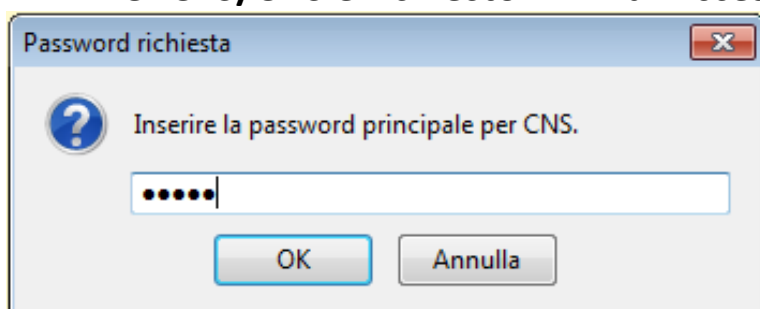 Password richiesta
Inserire la password principale per CNS.
•••••
OK
Annulla